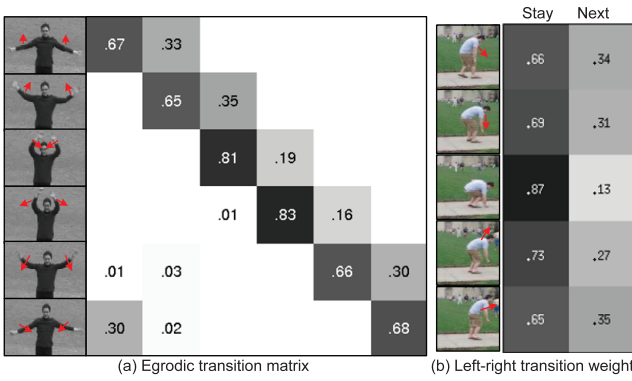 Stay Next
.67 .33
.65 .35
.81 .19
.01 .83 .16
.01 .03 .66 .30
.30 .02 .68
.66 .34
.69 .31
.87 .13
.73 .27
.65 .35
(a) Egrodic transition matrix
(b) Left-right transition weight